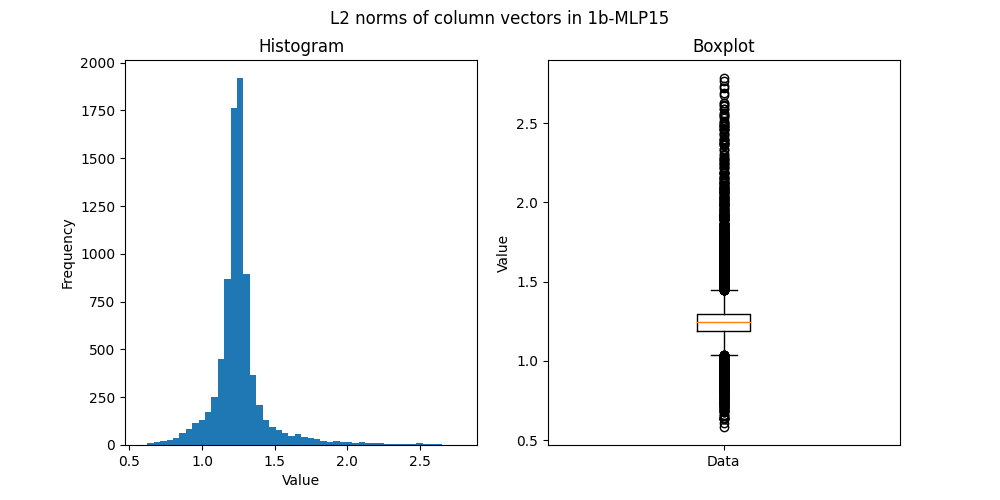 L2 norms of column vectors in 1b-MLP15
Histogram
Frequency
2000
1750
1500
1250
1000
750
500
250
0
0.5 1.0 1.5 2.0 2.5
Value
Boxplot
Value
2.5
2.0
1.5
1.0
0.5
Data